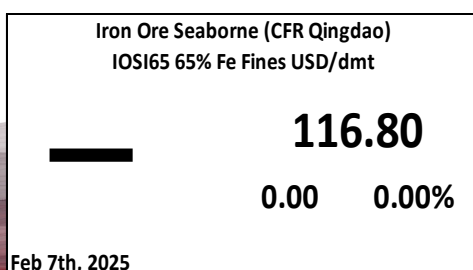 Iron Ore Seaborne (CFR Qingdao)
IOSI65 65% Fe Fines USD/dmt
116.80
0.00 0.00%
Feb 7th, 2025